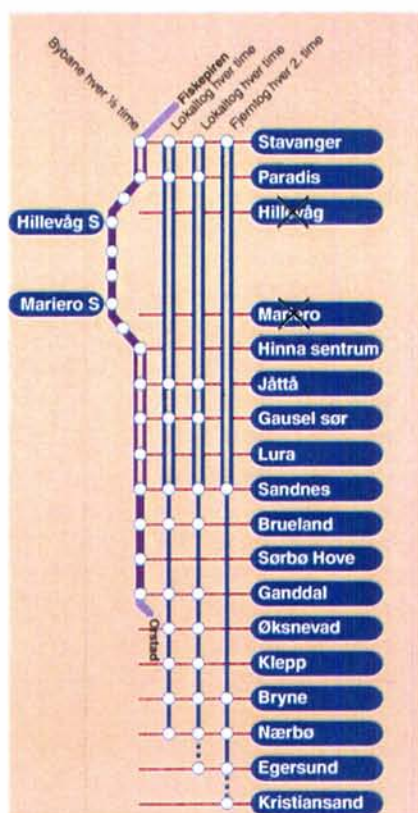 Bybane hver ½ time
Fiskepiren
Lokaltog hver time
Lokaltog hver time
Fjerntog hver 2. time
Stavanger
Paradis
Hillevåg
Hillevåg S
Mariero S
Mariero
Hinna sentrum
Jåttå
Gausel sør
Lura
Sandnes
Brueland
Sørbø Hove
Ganddal
Orstad
Øksnevad
Klepp
Bryne
Nærbø
Egersund
Kristiansand